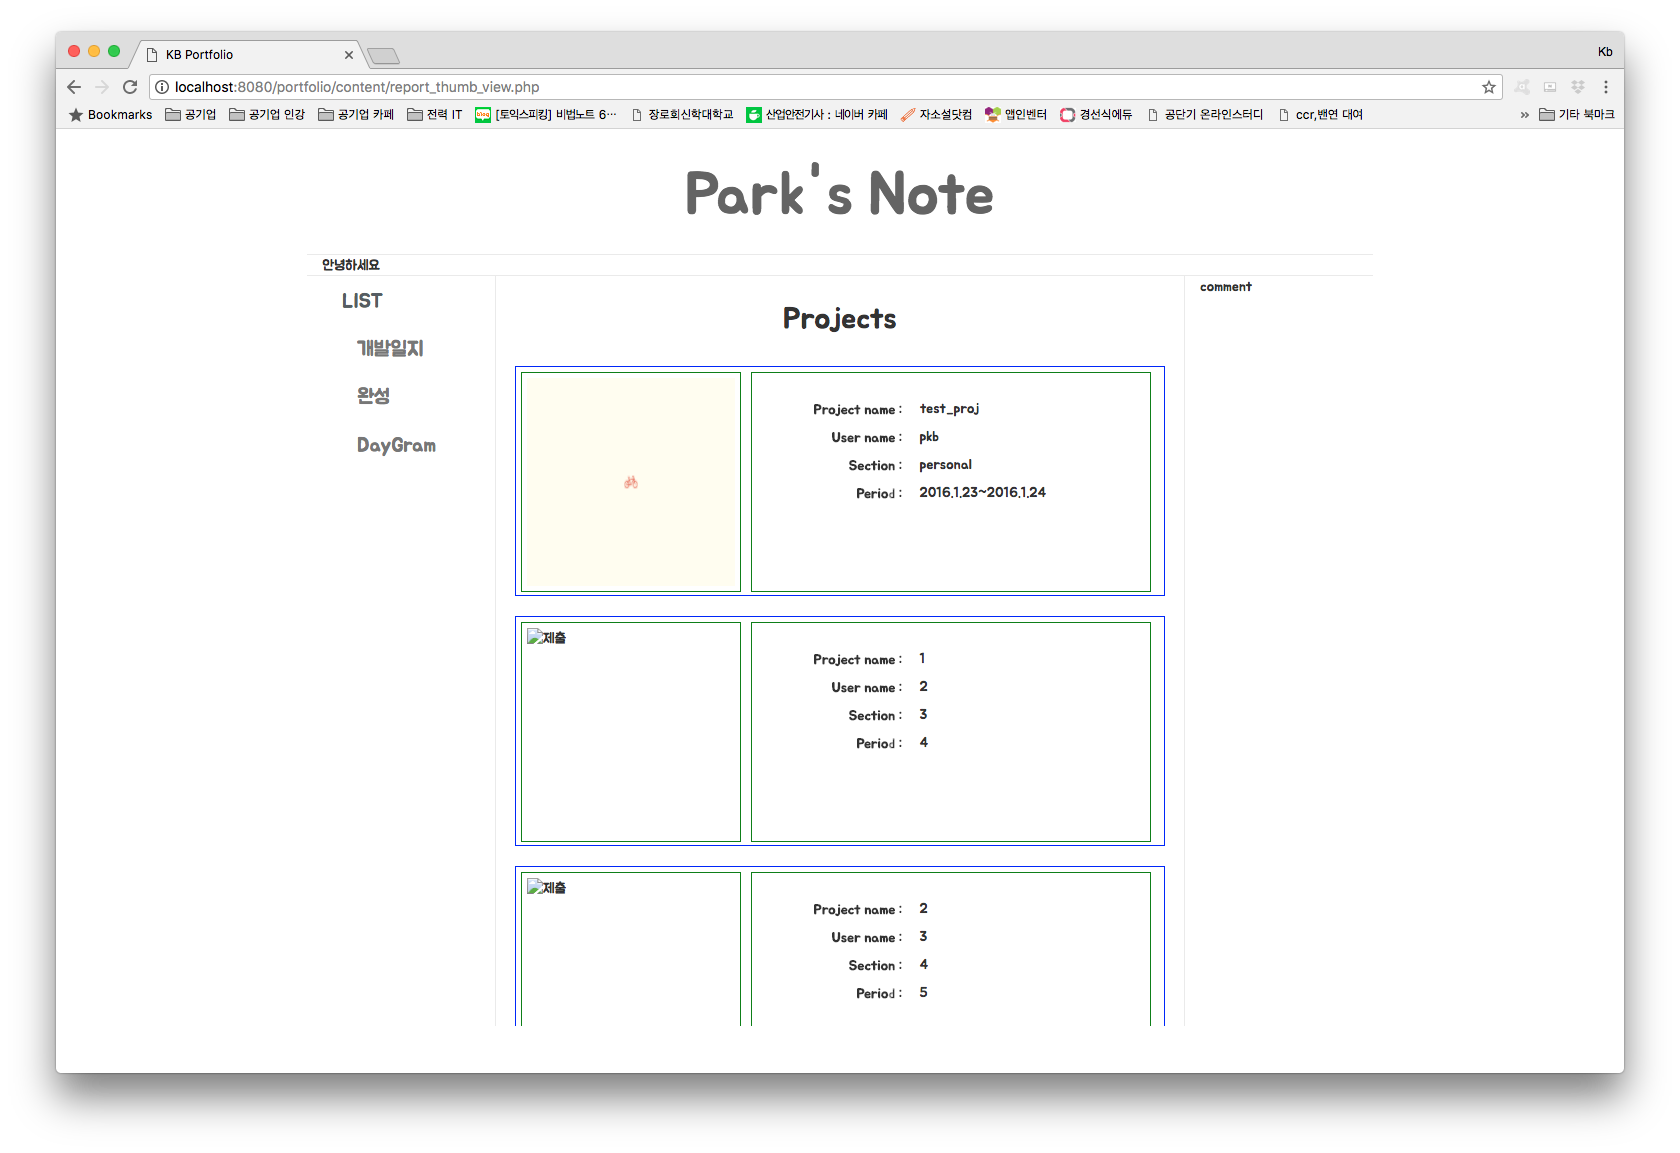 KB Portfolio
Kb
localhost:8080/portfolio/content/report_thumb_view.php
Bookmarks 공기업 공기업 인강 공기업 카페 전력 IT [토익스피킹] 비법노트 6… 장로회신학대학교 산업안전기사 : 네이버 카페 자소설닷컴 앱인벤터 경선식에듀 공단기 온라인스터디 ccr,밴연 대여 » 기타 북마크
Park's Note
안녕하세요
LIST
개발일지
완성
DayGram
Projects
Project name : test_proj
User name : pkb
Section : personal
Period : 2016.1.23~2016.1.24
제출
Project name : 1
User name : 2
Section : 3
Period : 4
제출
Project name : 2
User name : 3
Section : 4
Period : 5
comment